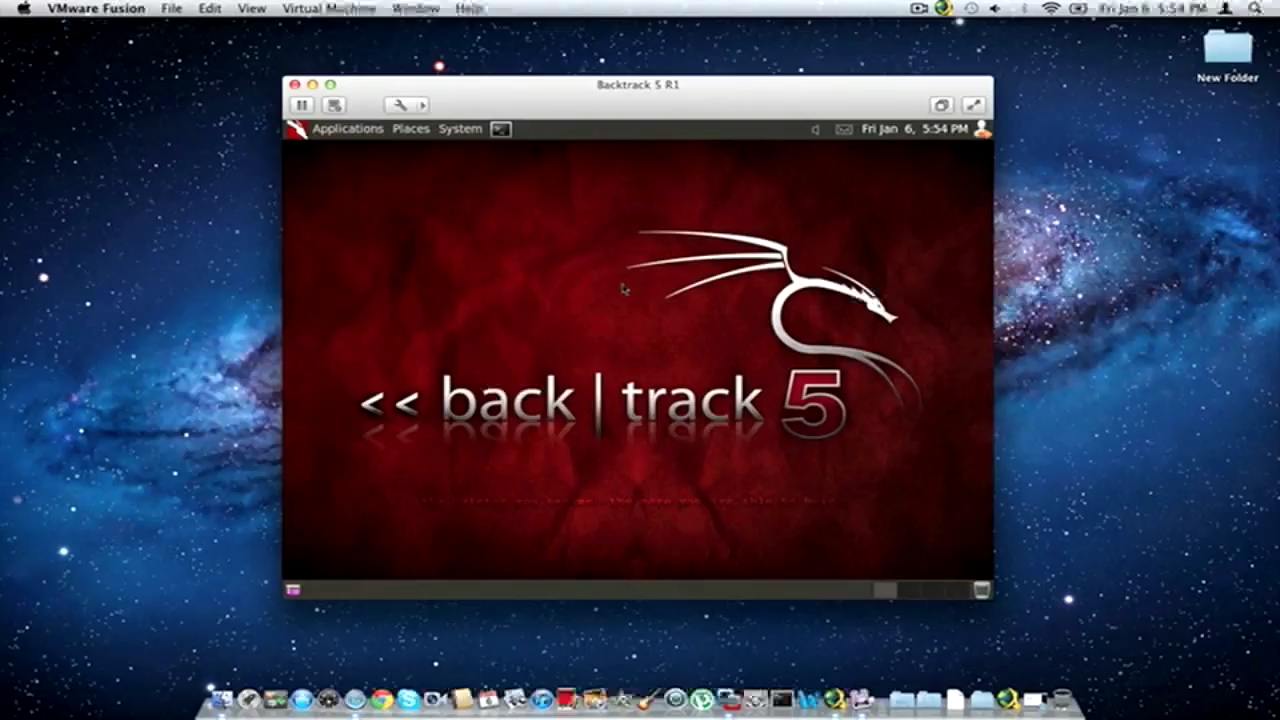 VMware Fusion File Edit View Virtual Machine Window Help Fri Jan 6 5:54 PM
New Folder
Backtrack 5 R1
Applications Places System Fri Jan 6, 5:54 PM
<< back | track 5